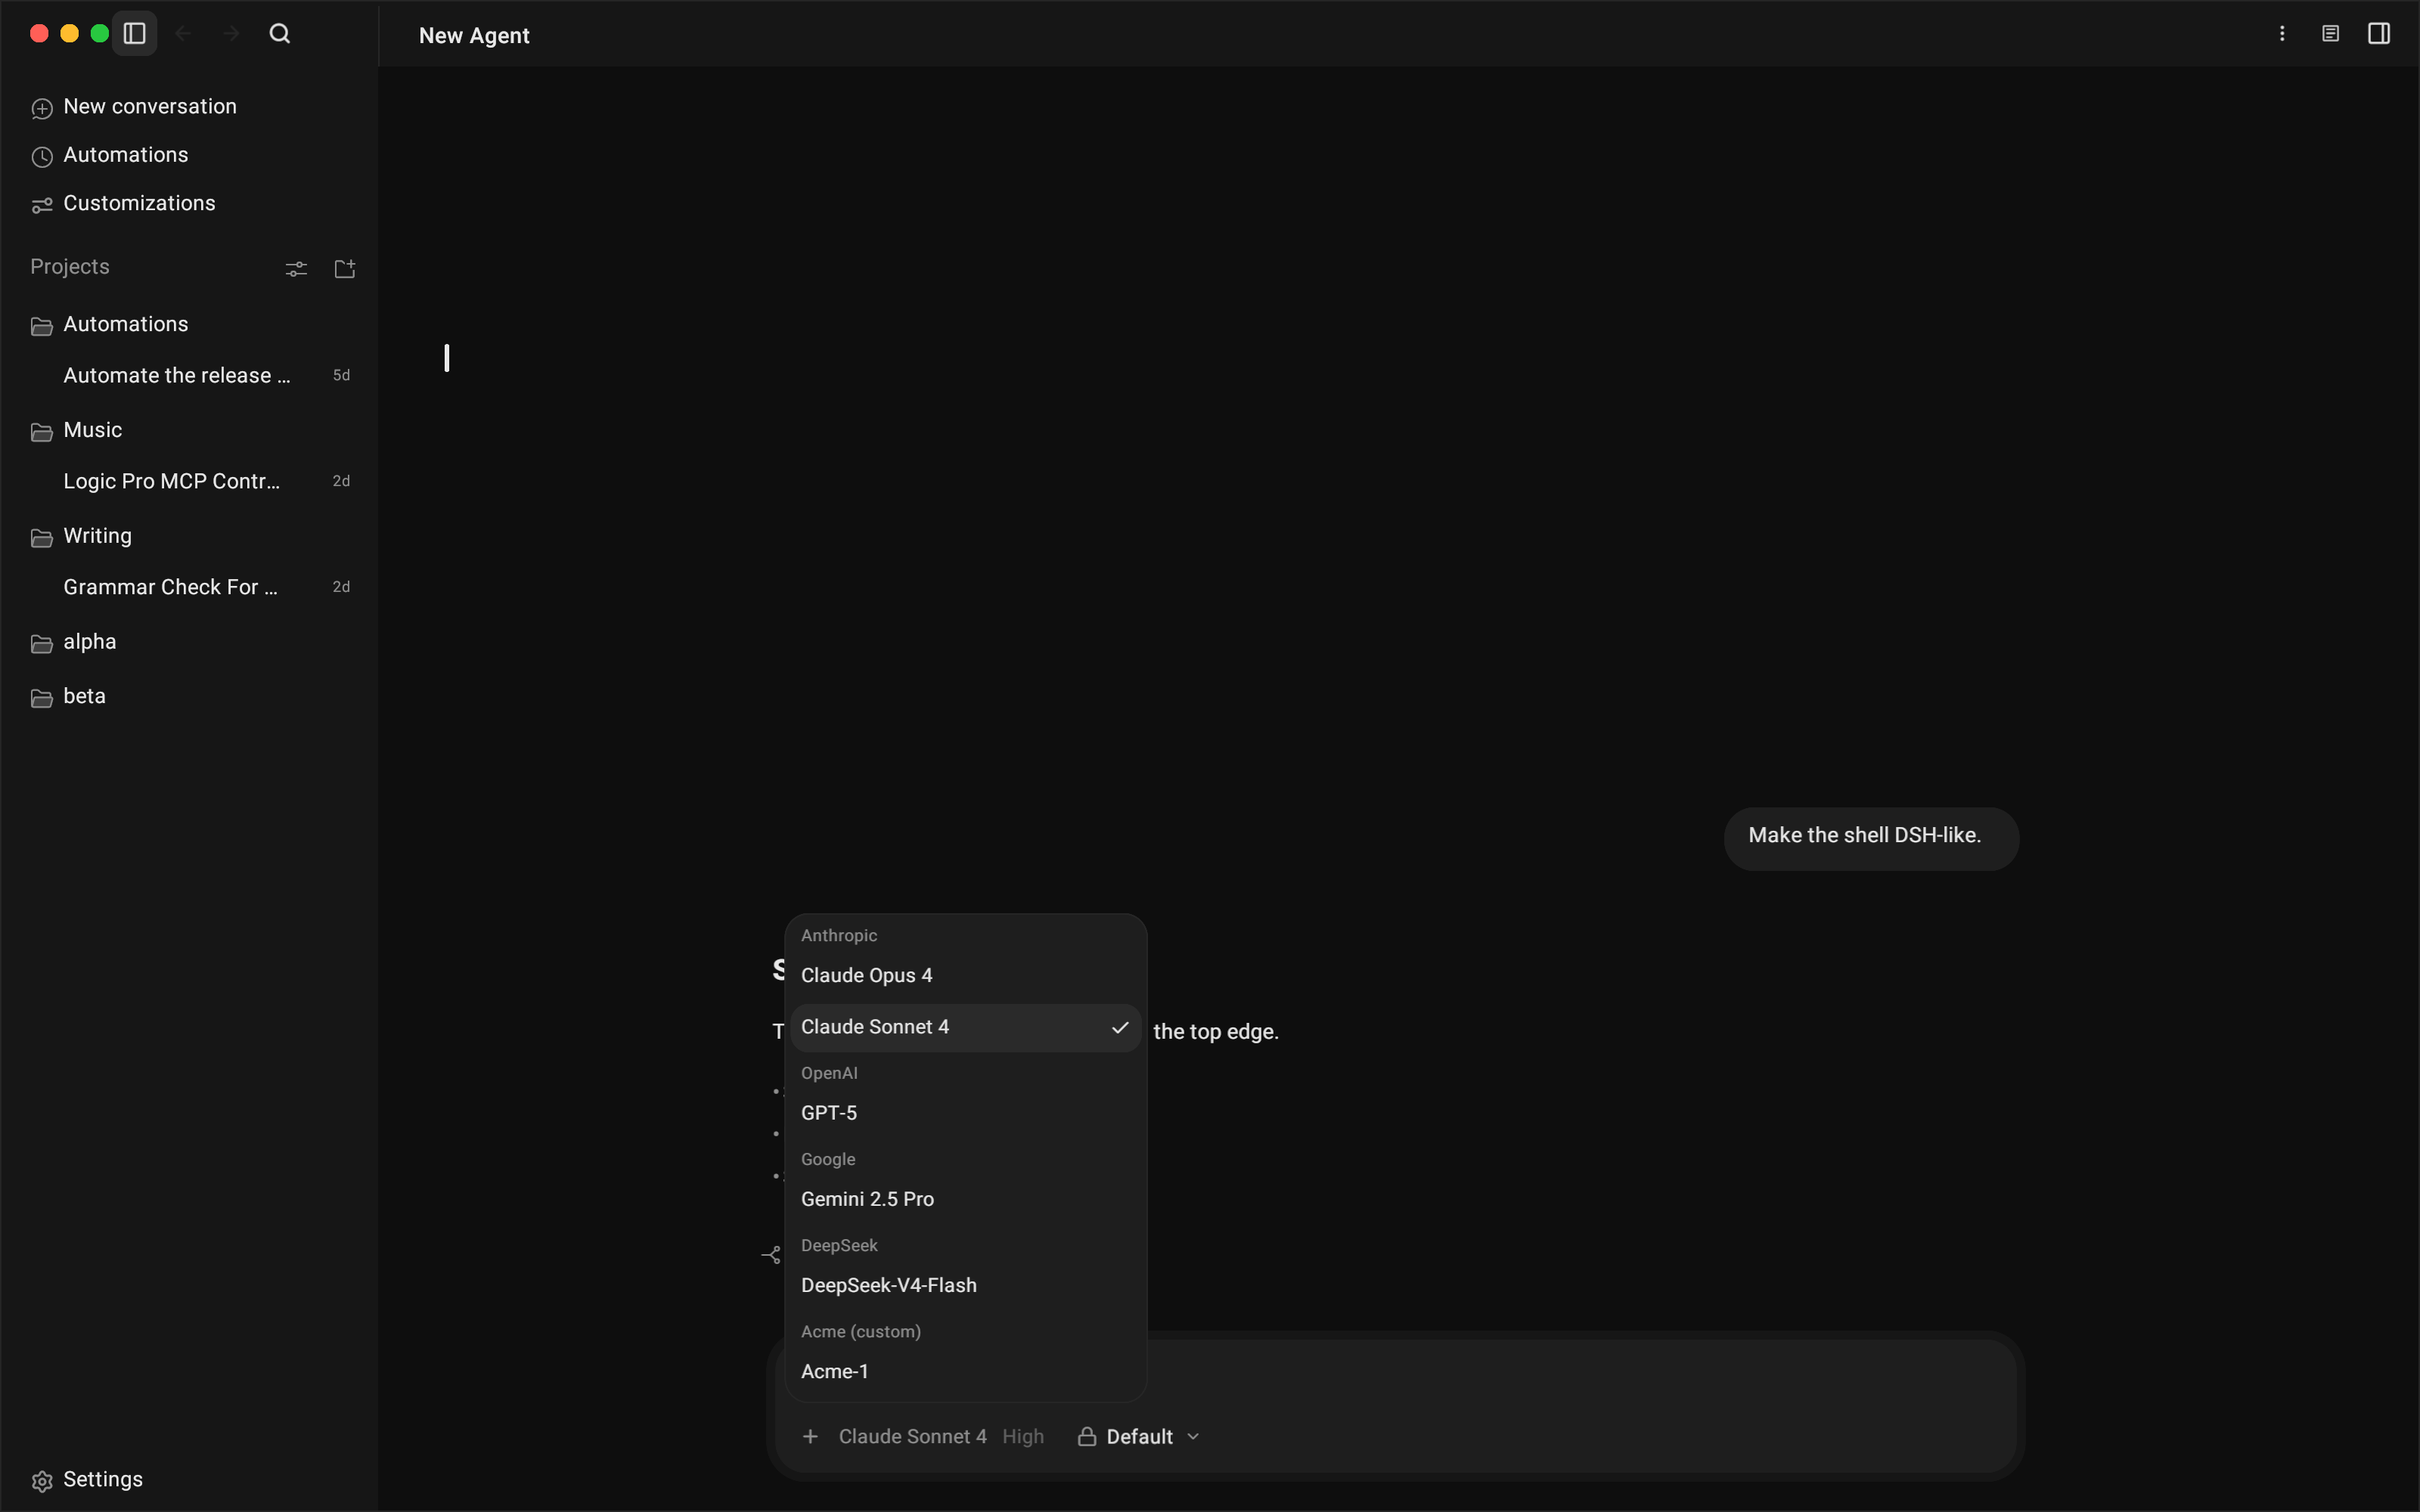 New Agent
New conversation
Automations
Customizations
Projects
Automations
Automate the release ... 5d
Music
Logic Pro MCP Contr... 2d
Writing
Grammar Check For ... 2d
alpha
beta
Settings
Make the shell DSH-like.
the top edge.
Anthropic
Claude Opus 4
Claude Sonnet 4
OpenAI
GPT-5
Google
Gemini 2.5 Pro
DeepSeek
DeepSeek-V4-Flash
Acme (custom)
Acme-1
Claude Sonnet 4 High Default